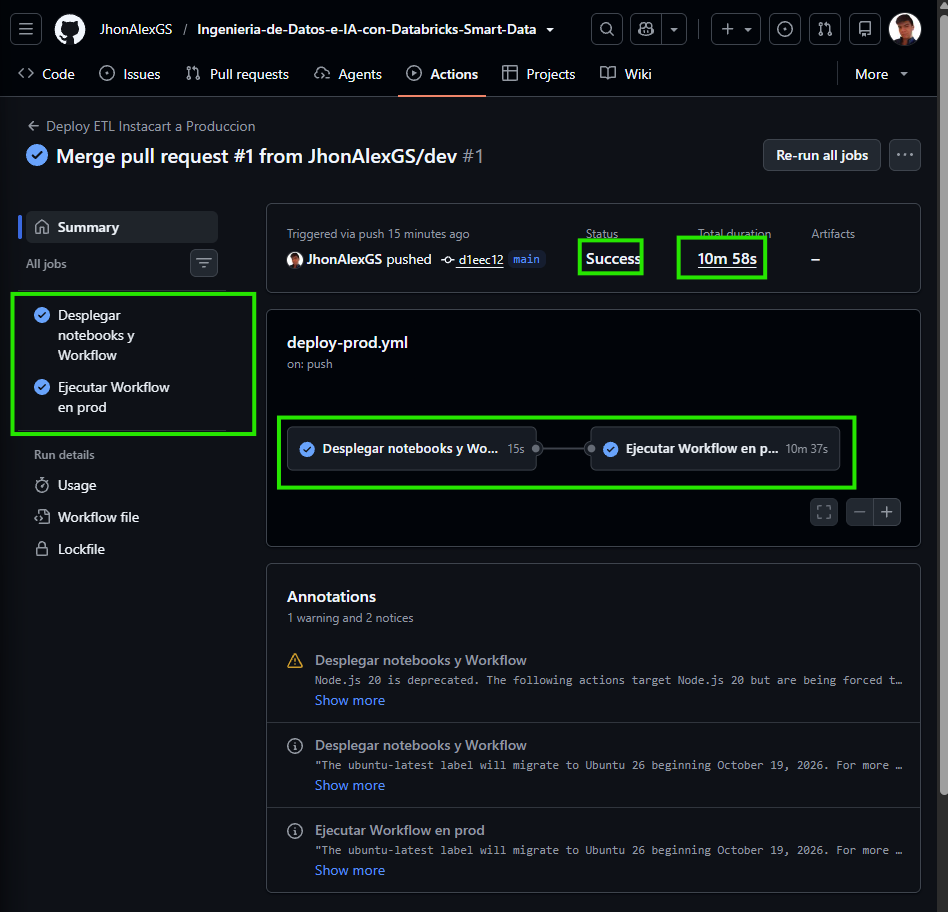 JhonAlexGS / Ingenieria-de-Datos-e-IA-con-Databricks-Smart-Data
Code Issues Pull requests Agents Actions Projects Wiki More
Deploy ETL Instacart a Produccion
Merge pull request #1 from JhonAlexGS/dev #1
Re-run all jobs
Summary
All jobs
Desplegar
notebooks y
Workflow
Ejecutar Workflow
en prod
Run details
Usage
Workflow file
Lockfile
Triggered via push 15 minutes ago
JhonAlexGS pushed d1eec12 main
Status
Success
Total duration
10m 58s
Artifacts
–
deploy-prod.yml
on: push
Desplegar notebooks y Wo... 15s
Ejecutar Workflow en p... 10m 37s
Annotations
1 warning and 2 notices
Desplegar notebooks y Workflow
Node.js 20 is deprecated. The following actions target Node.js 20 but are being forced t…
Show more
Desplegar notebooks y Workflow
"The ubuntu-latest label will migrate to Ubuntu 26 beginning October 19, 2026. For more …
Show more
Ejecutar Workflow en prod
"The ubuntu-latest label will migrate to Ubuntu 26 beginning October 19, 2026. For more …
Show more